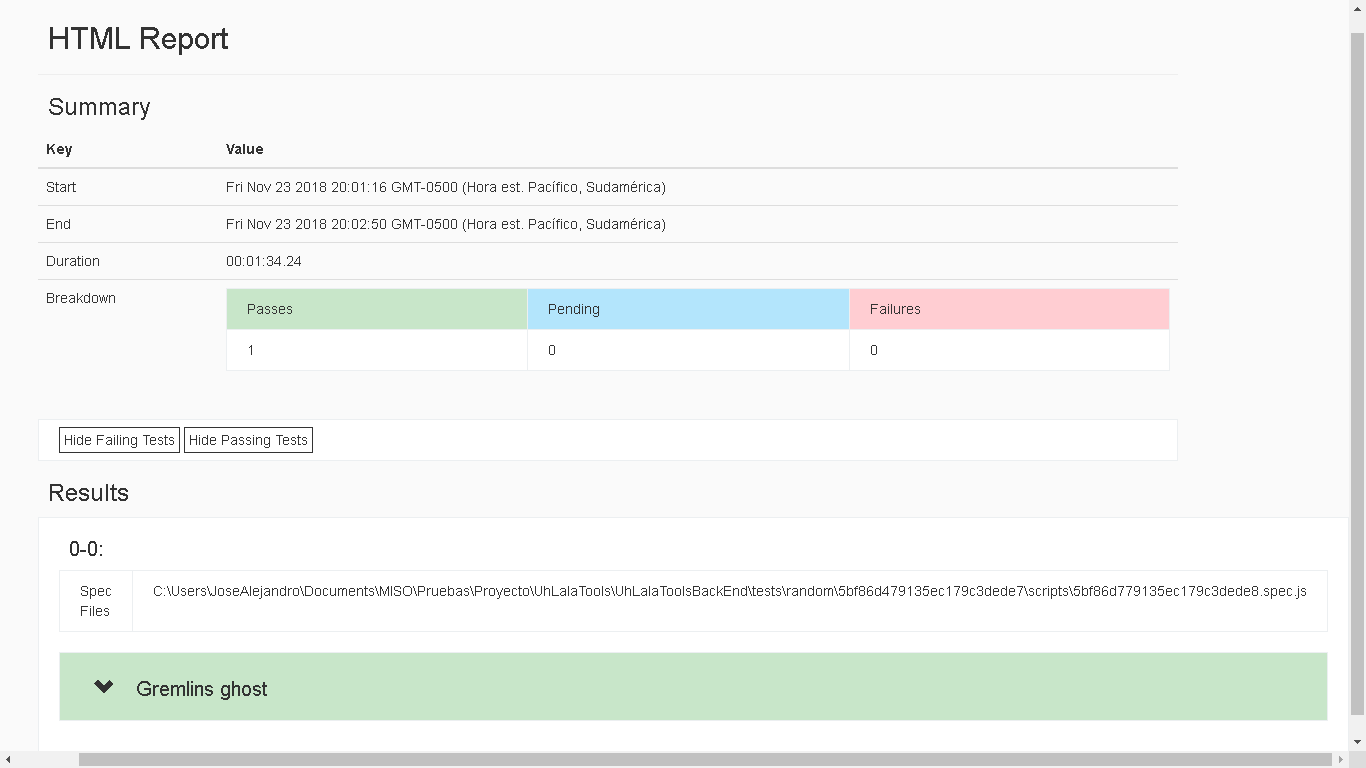 HTML Report
Summary
Key Value
Start Fri Nov 23 2018 20:01:16 GMT-0500 (Hora est. Pacífico, Sudamérica)
End Fri Nov 23 2018 20:02:50 GMT-0500 (Hora est. Pacífico, Sudamérica)
Duration 00:01:34.24
Breakdown
Passes Pending Failures
1 0 0
Hide Failing Tests Hide Passing Tests
Results
0-0:
Spec Files C:\Users\JoseAlejandro\Documents\MISO\Pruebas\Proyecto\UhLalaTools\UhLalaToolsBackEnd\tests\random\5bf86d479135ec179c3dede7\scripts\5bf86d779135ec179c3dede8.spec.js
Gremlins ghost